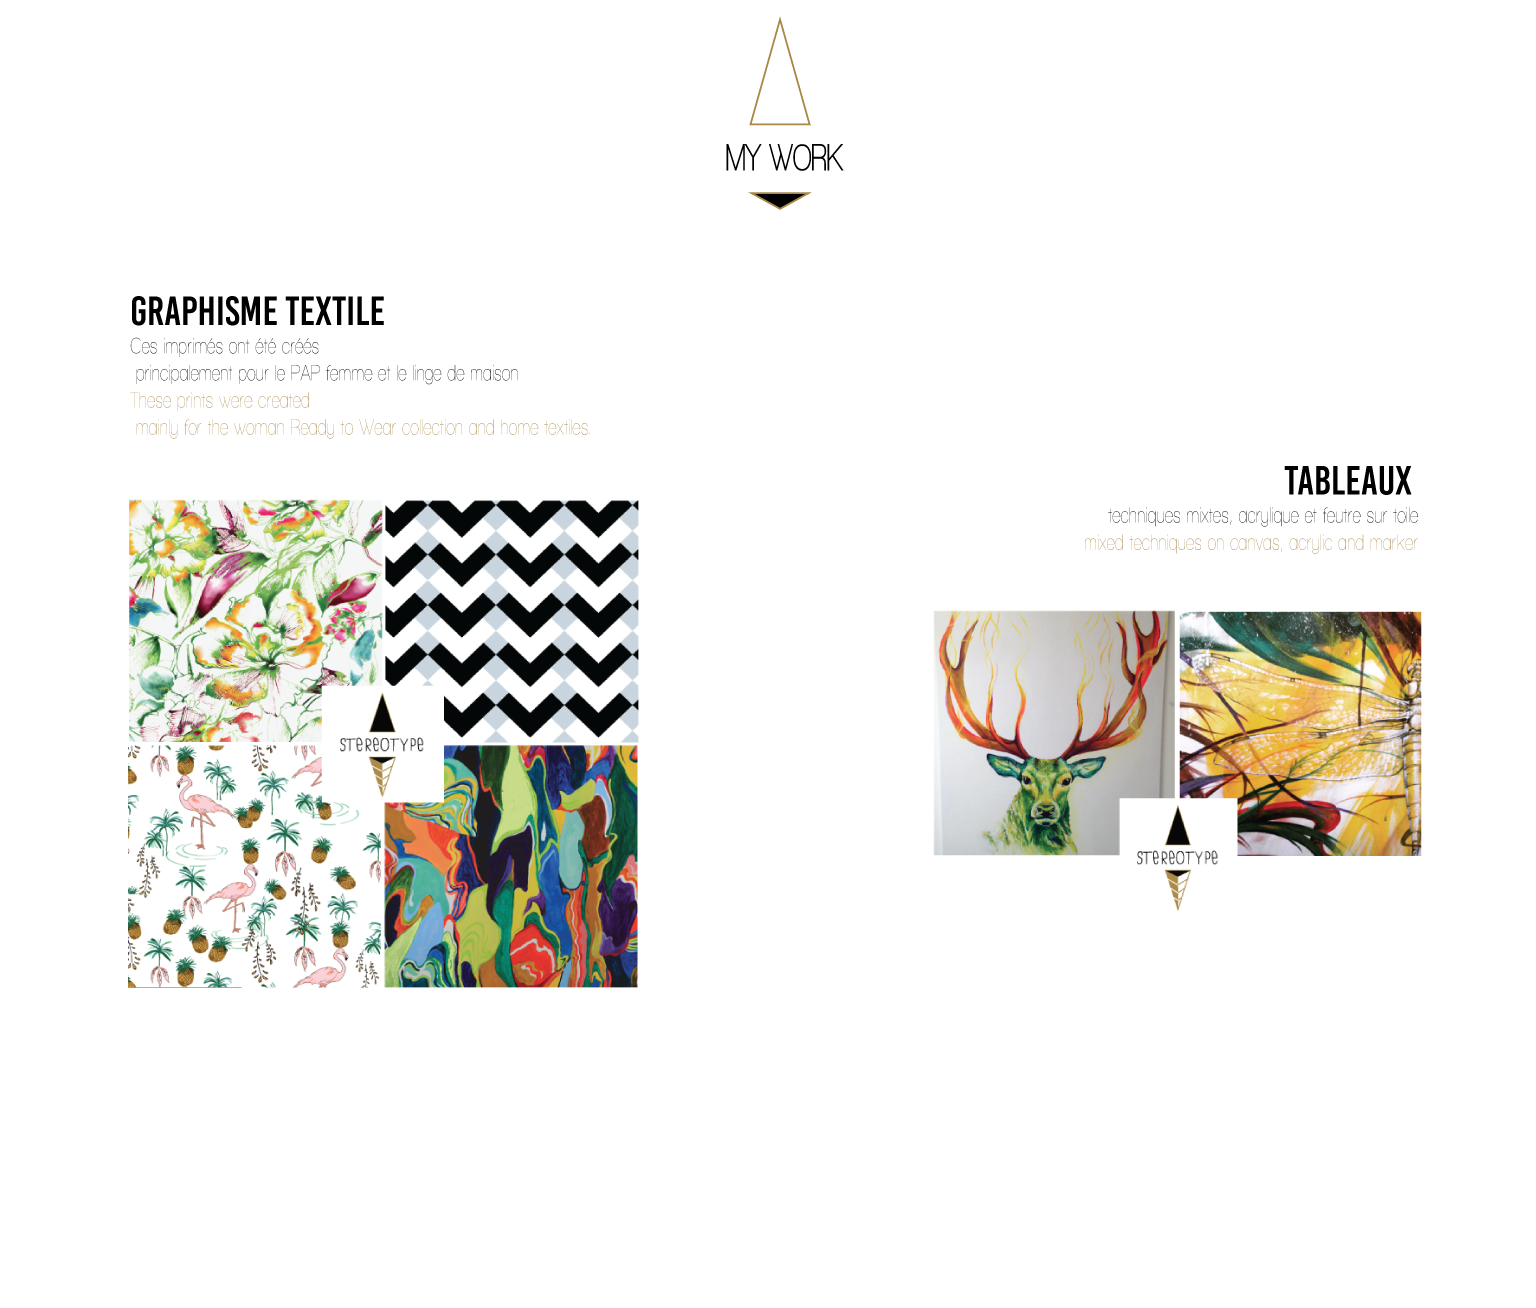 MY WORK
GRAPHISME TEXTILE
Ces imprimés ont été créés
principalement pour le PAP femme et le linge de maison
These prints were created
mainly for the woman Ready to Wear collection and home textiles.
STEREOTYPE
TABLEAUX
techniques mixtes, acrylique et feutre sur toile
mixed techniques on canvas, acrylic and marker
STEREOTYPE